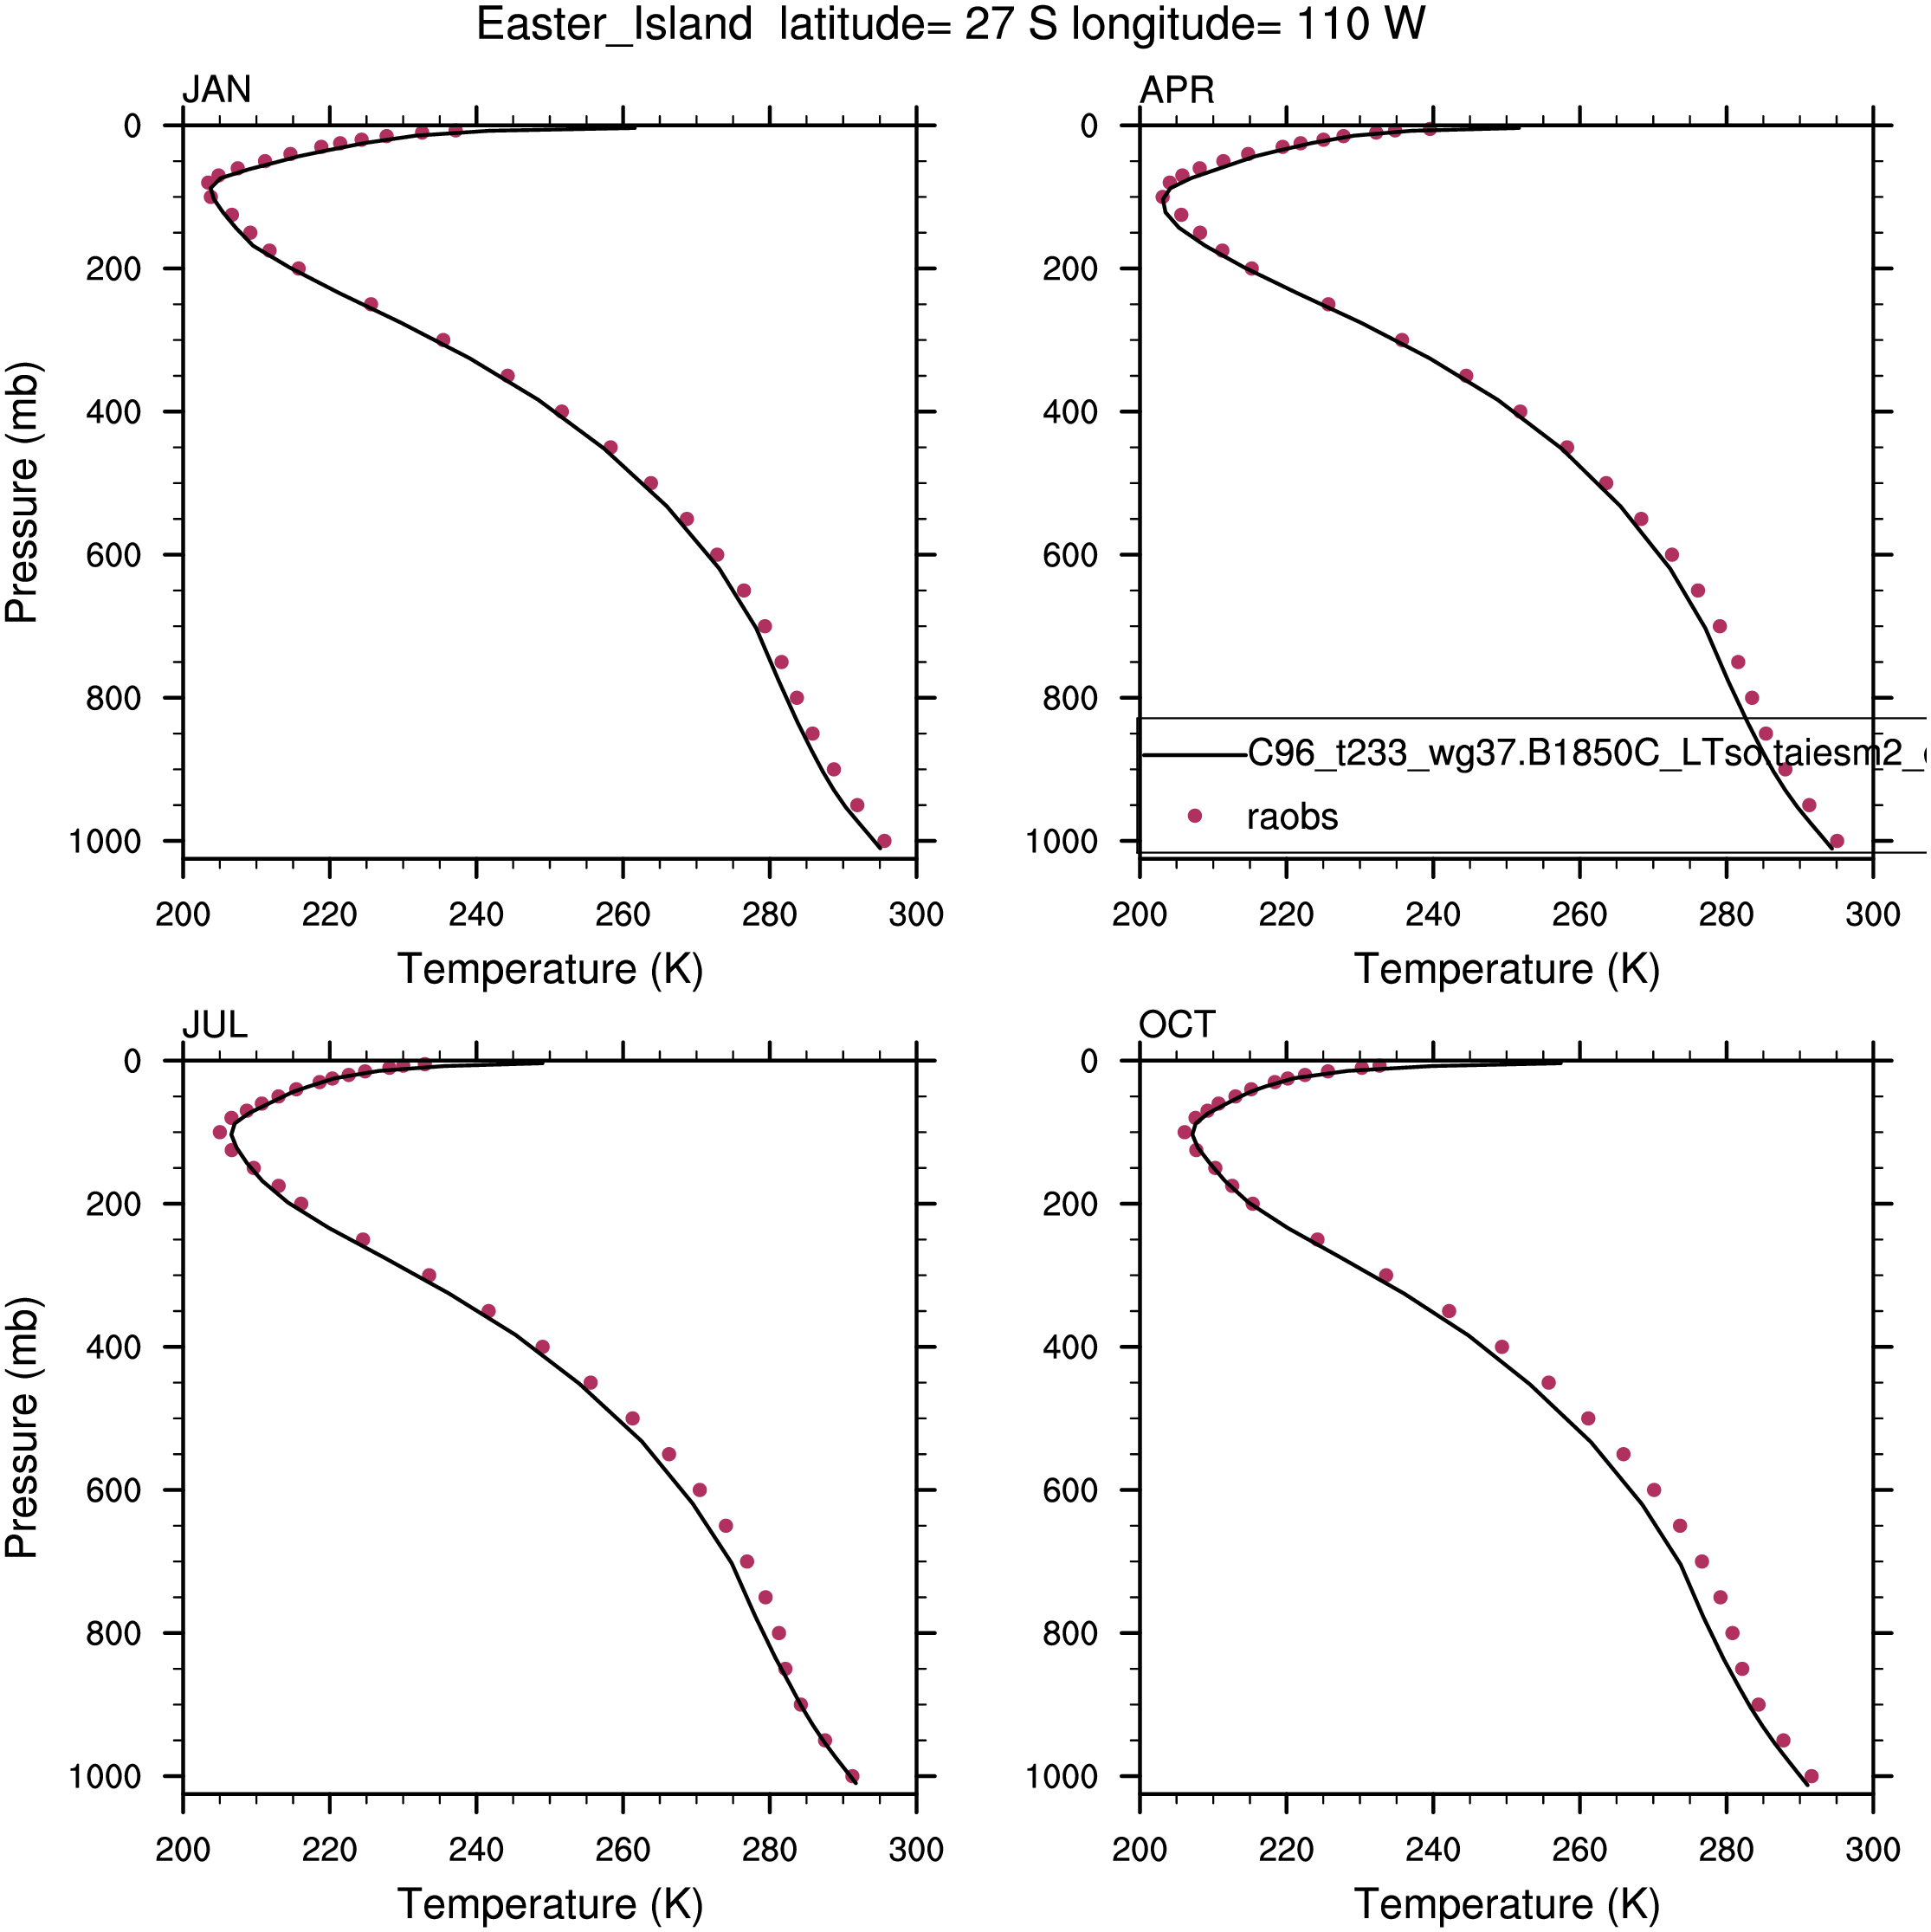 Easter_Island latitude= 27 S longitude= 110 W
JAN
0
200
400
600
800
1000
Pressure (mb)
200 220 240 260 280 300
Temperature (K)
APR
0
200
400
600
800
1000
C96_t233_wg37.B1850C_LTso.taiesm2_
raobs
200 220 240 260 280 300
Temperature (K)
JUL
0
200
400
600
800
1000
Pressure (mb)
200 220 240 260 280 300
Temperature (K)
OCT
0
200
400
600
800
1000
200 220 240 260 280 300
Temperature (K)